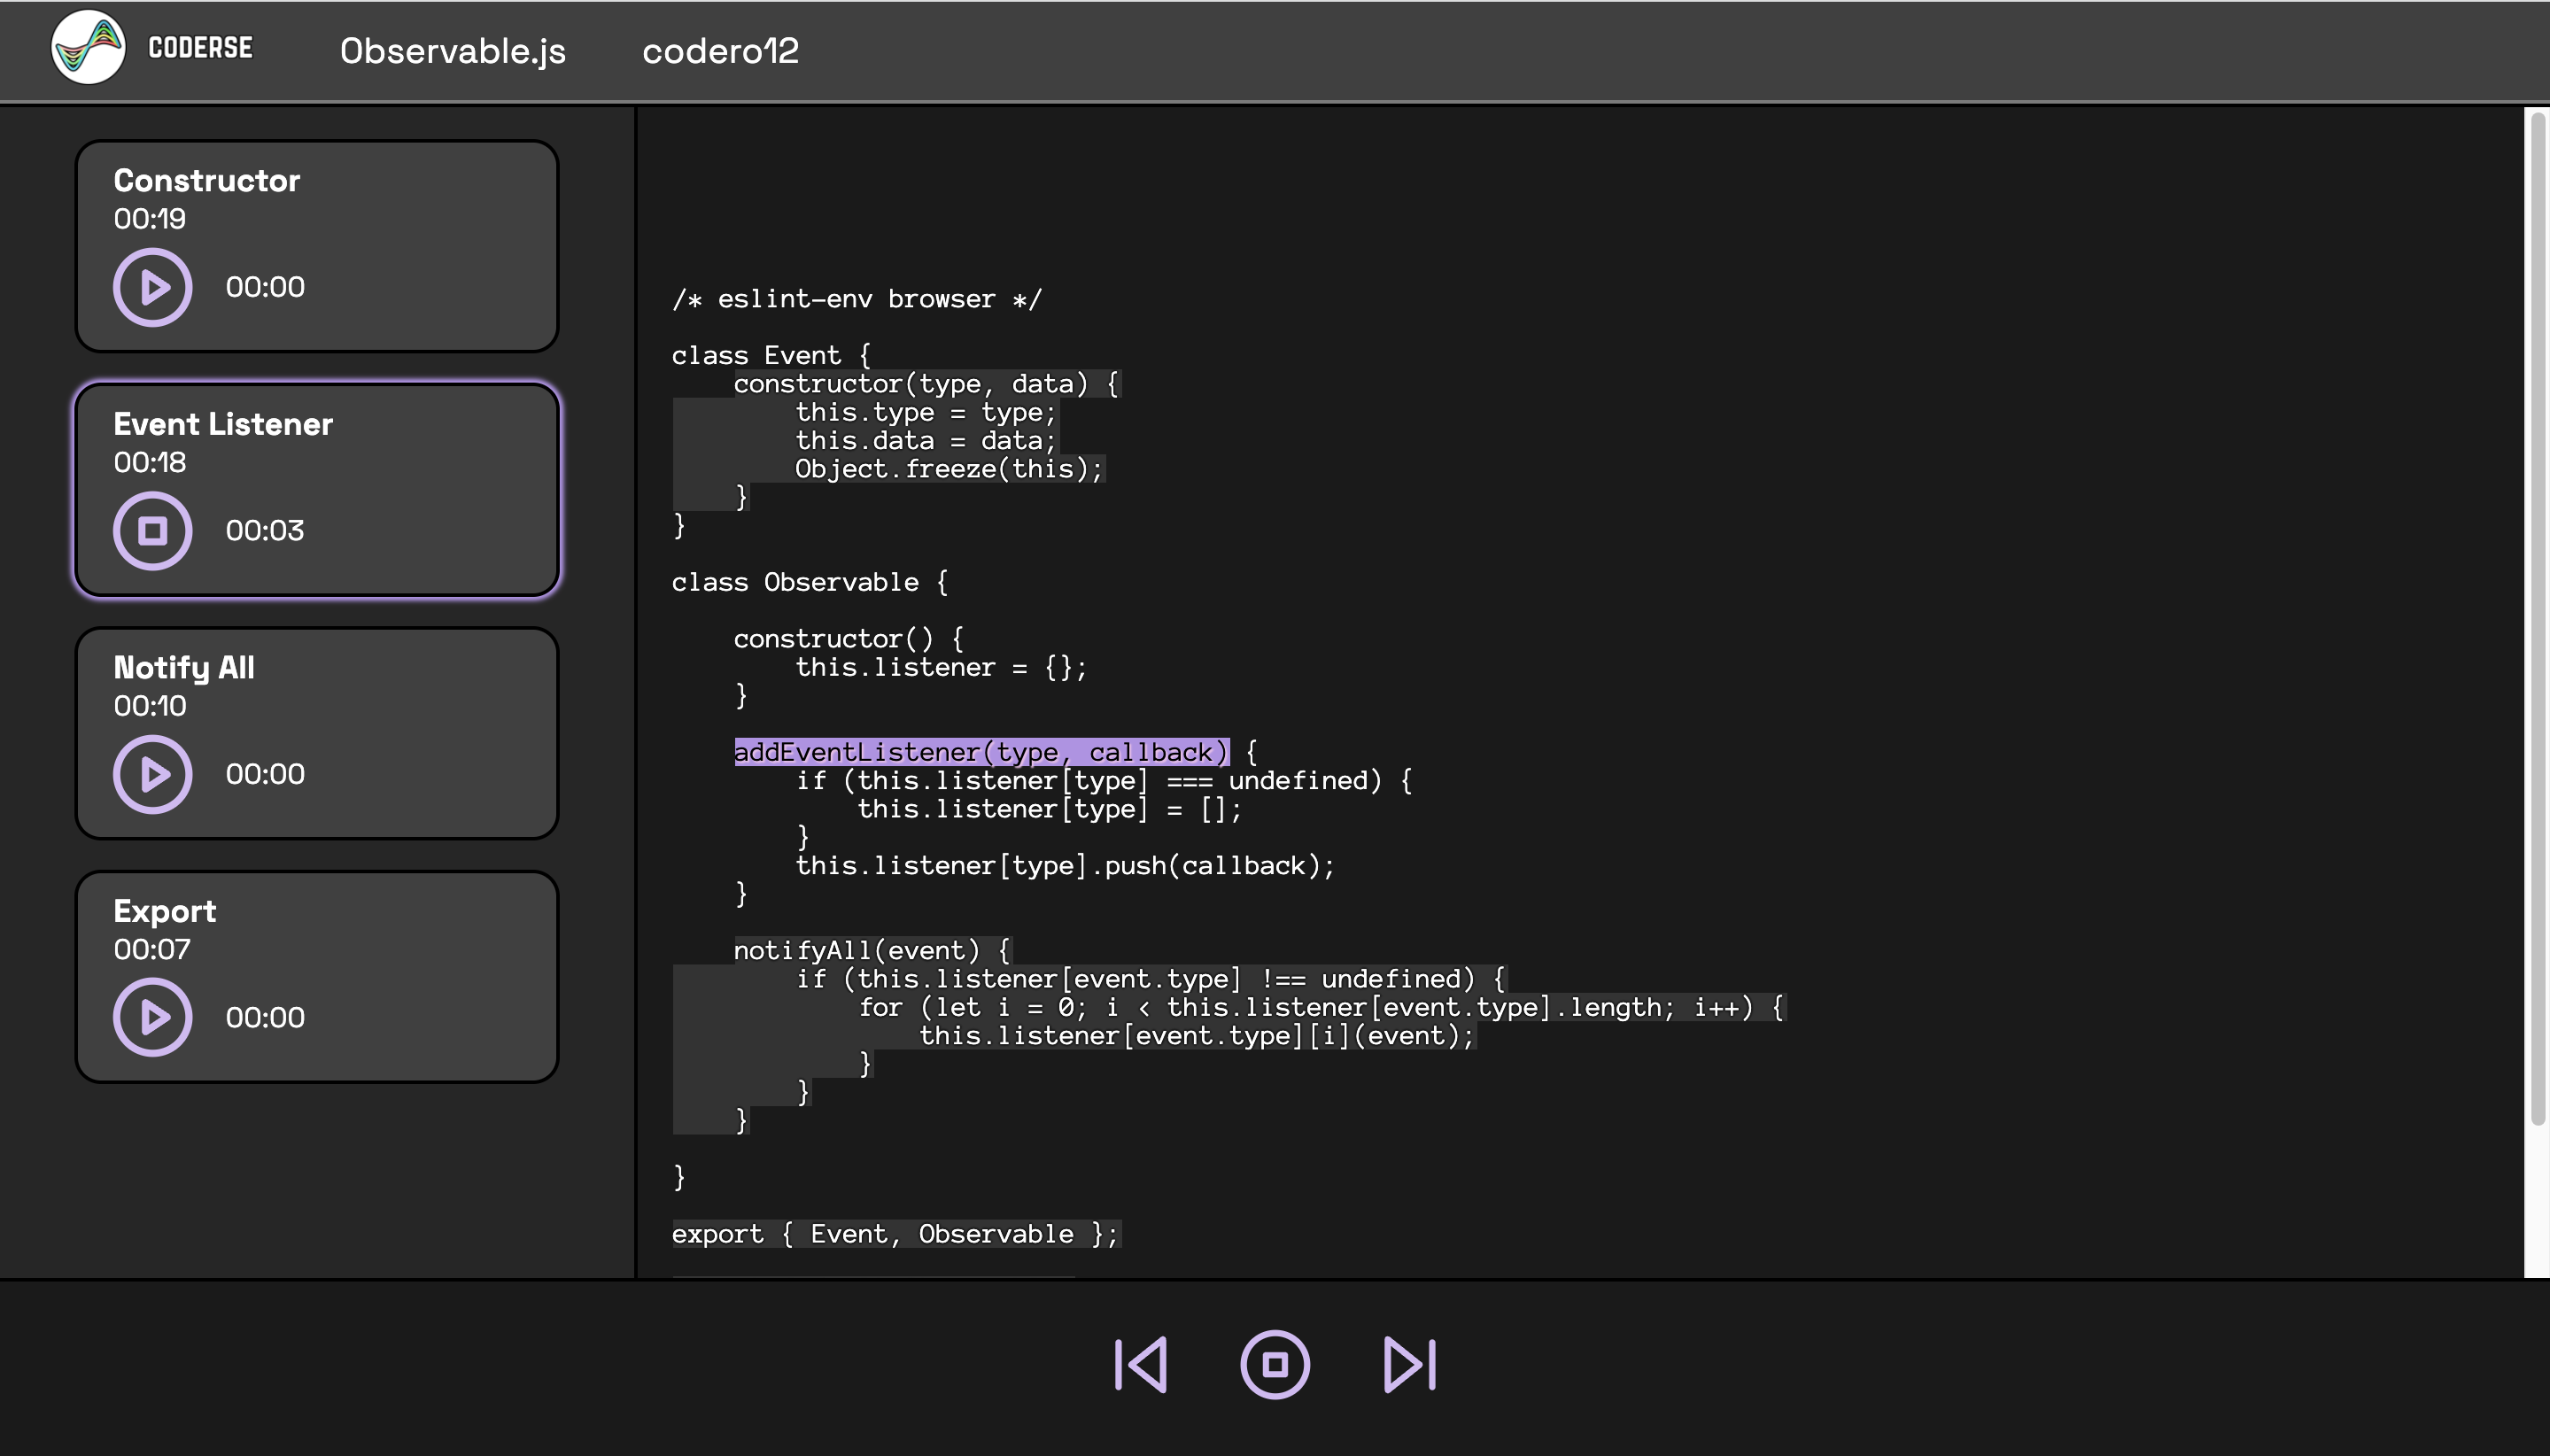 CODERSE
Observable.js
codero12
Constructor
00:19
00:00
Event Listener
00:18
00:03
Notify All
00:10
00:00
Export
00:07
00:00
/* eslint-env browser */
class Event {
    constructor(type, data) {
        this.type = type;
        this.data = data;
        Object.freeze(this);
    }
}
class Observable {
    constructor() {
        this.listener = {};
    }
    addEventListener(type, callback) {
        if (this.listener[type] === undefined) {
            this.listener[type] = [];
        }
        this.listener[type].push(callback);
    }
    notifyAll(event) {
        if (this.listener[event.type] !== undefined) {
            for (let i = 0; i < this.listener[event.type].length; i++) {
                this.listener[event.type][i](event);
            }
        }
    }
}
export { Event, Observable };